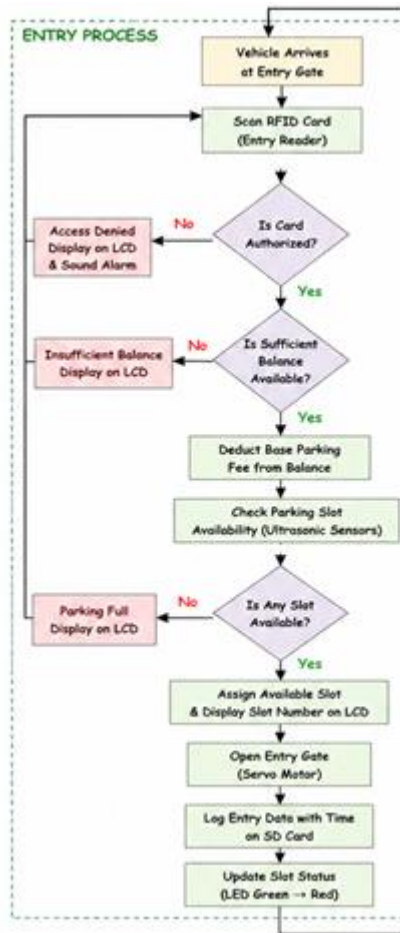 ENTRY PROCESS
Vehicle Arrives
at Entry Gate
Scan RFID Card
(Entry Reader)
Is Card
Authorized?
No
Access Denied
Display on LCD
& Sound Alarm
Yes
Is Sufficient
Balance
Available?
No
Insufficient Balance
Display on LCD
Yes
Deduct Base Parking
Fee from Balance
Check Parking Slot
Availability (Ultrasonic Sensors)
Is Any Slot
Available?
No
Parking Full
Display on LCD
Yes
Assign Available Slot
& Display Slot Number on LCD
Open Entry Gate
(Servo Motor)
Log Entry Data with Time
on SD Card
Update Slot Status
(LED Green → Red)